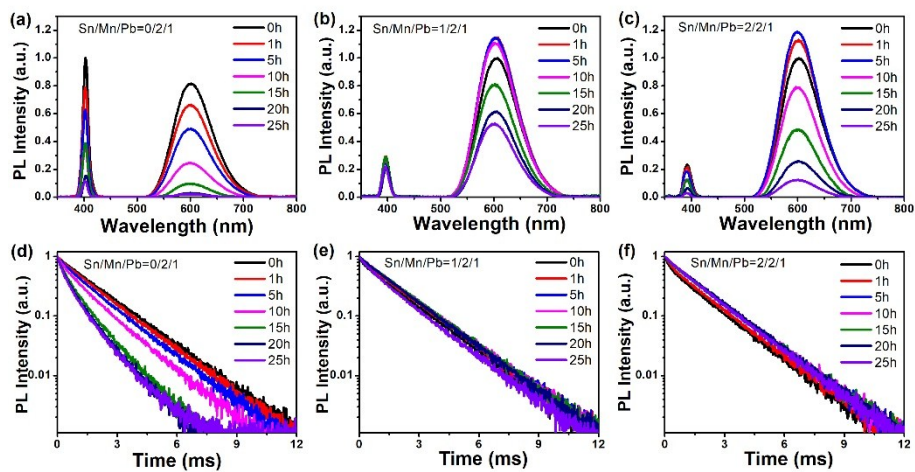 (a)
Sn/Mn/Pb=0/2/1
0h
1h
5h
10h
15h
20h
25h
PL Intensity (a.u.)
1.2
1.0
0.8
0.6
0.4
0.2
0.0
400 500 600 700 800
Wavelength (nm)
(b)
Sn/Mn/Pb=1/2/1
0h
1h
5h
10h
15h
20h
25h
PL Intensity (a.u.)
1.2
1.0
0.8
0.6
0.4
0.2
0.0
400 500 600 700 800
Wavelength (nm)
(c)
Sn/Mn/Pb=2/2/1
0h
1h
5h
10h
15h
20h
25h
PL Intensity (a.u.)
1.2
1.0
0.8
0.6
0.4
0.2
0.0
400 500 600 700 800
Wavelength (nm)
(d)
Sn/Mn/Pb=0/2/1
0h
1h
5h
10h
15h
20h
25h
PL Intensity (a.u.)
1
0.1
0.01
0 3 6 9 12
Time (ms)
(e)
Sn/Mn/Pb=1/2/1
0h
1h
5h
10h
15h
20h
25h
PL Intensity (a.u.)
1
0.1
0.01
0 3 6 9 12
Time (ms)
(f)
Sn/Mn/Pb=2/2/1
0h
1h
5h
10h
15h
20h
25h
PL Intensity (a.u.)
1
0.1
0.01
0 3 6 9 12
Time (ms)